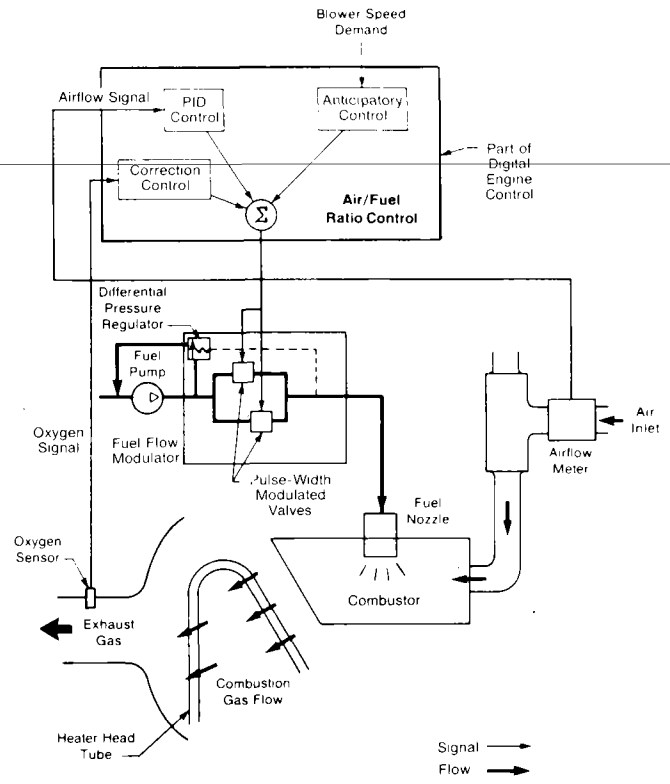 Blower Speed
Demand
Airflow Signal
PID
Control
Anticipatory
Control
Part of
Digital
Engine
Control
Correction
Control
Σ
Air/Fuel
Ratio Control
Differential
Pressure
Regulator
Fuel
Pump
Oxygen
Signal
Fuel Flow
Modulator
Pulse-Width
Modulated
Valves
Air
Inlet
Airflow
Meter
Fuel
Nozzle
Oxygen
Sensor
Combustor
Exhaust
Gas
Combustion
Gas Flow
Heater Head
Tube
Signal
Flow